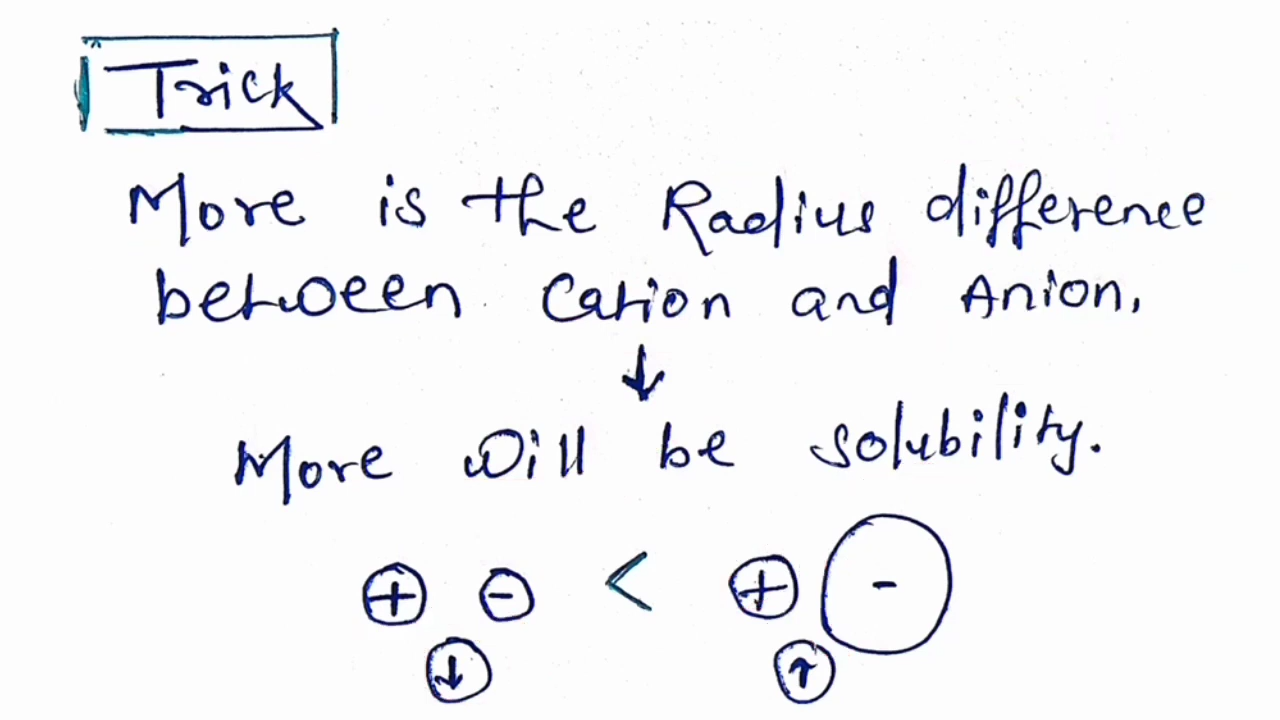 Trick
More is the Radius difference
between Cation and Anion,
↓
More will be solubility.
+ - < + -
↓ ↑